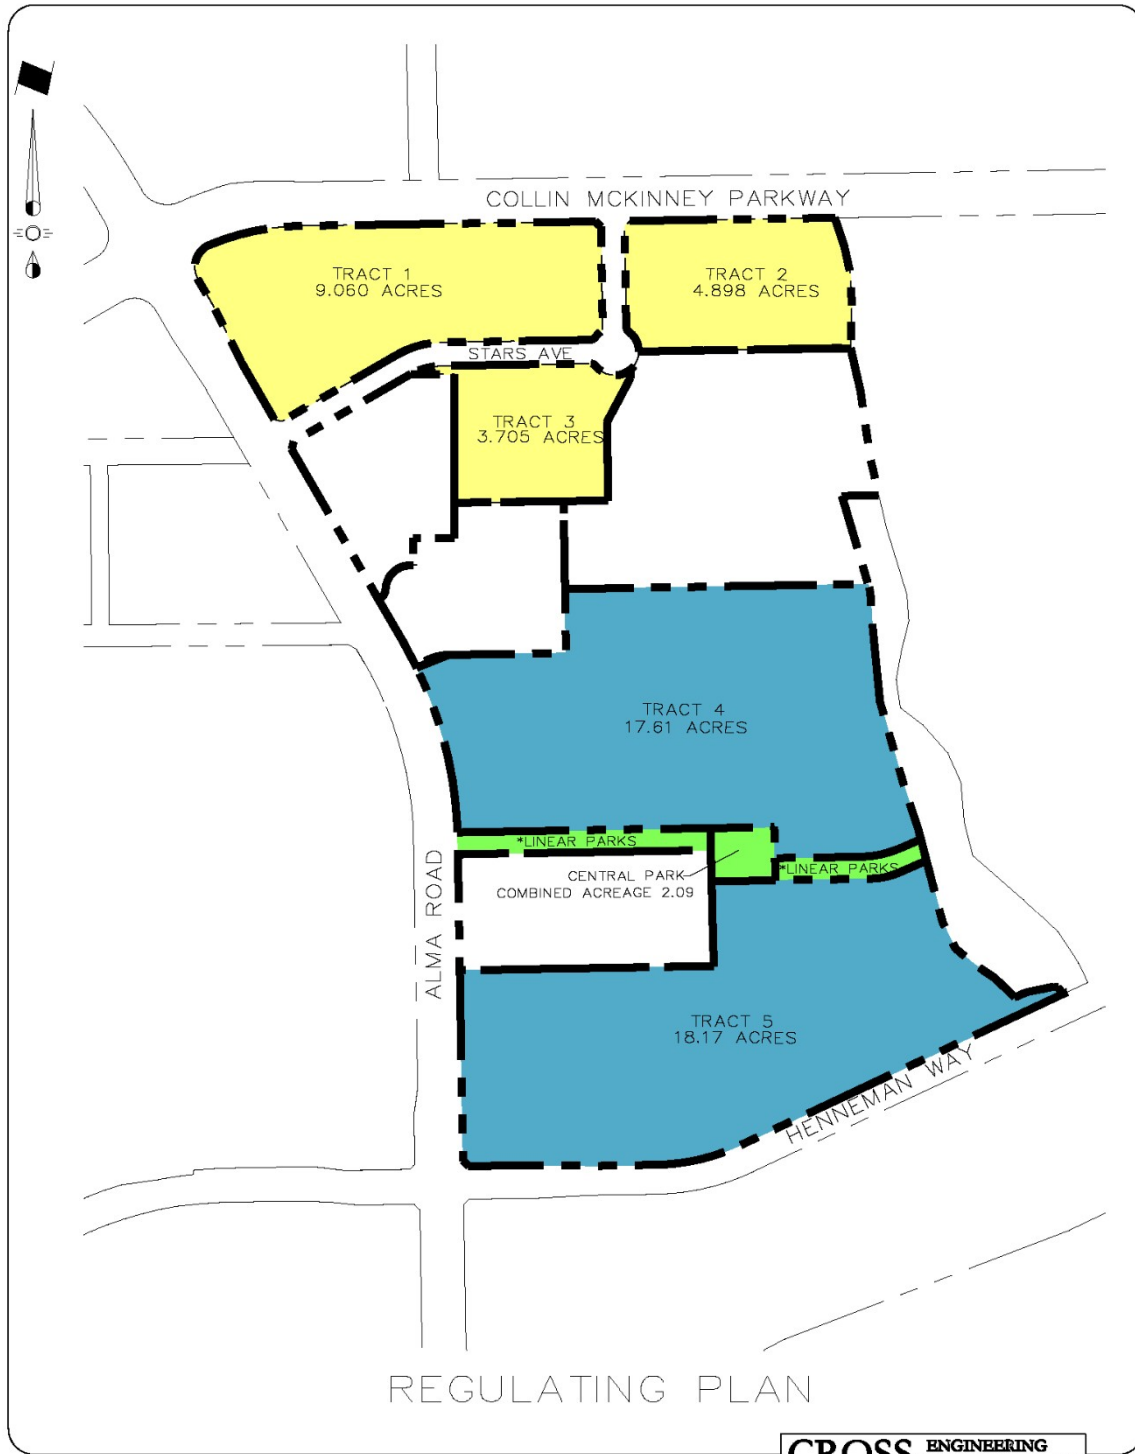 COLLIN MCKINNEY PARKWAY
TRACT 1
9.060 ACRES
TRACT 2
4.898 ACRES
STARS AVE
TRACT 3
3.705 ACRES
TRACT 4
17.61 ACRES
*LINEAR PARKS
CENTRAL PARK
COMBINED ACREAGE 2.09
*LINEAR PARKS
ALMA ROAD
TRACT 5
18.17 ACRES
HENNEMAN WAY
REGULATING PLAN
CROSS ENGINEERING